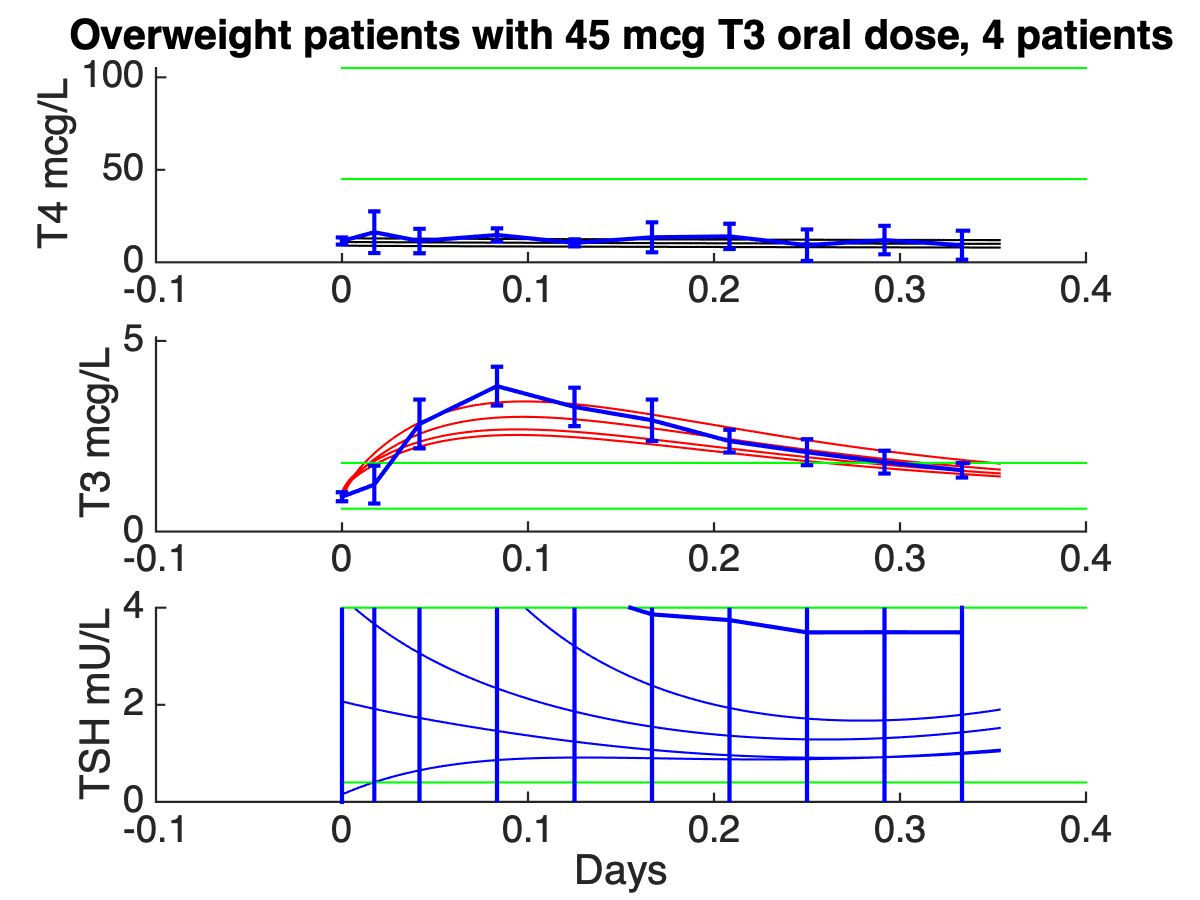 Overweight patients with 45 mcg T3 oral dose, 4 patients
T4 mcg/L
100
50
0
-0.1 0 0.1 0.2 0.3 0.4
T3 mcg/L
5
0
-0.1 0 0.1 0.2 0.3 0.4
TSH mU/L
4
2
0
-0.1 0 0.1 0.2 0.3 0.4
Days